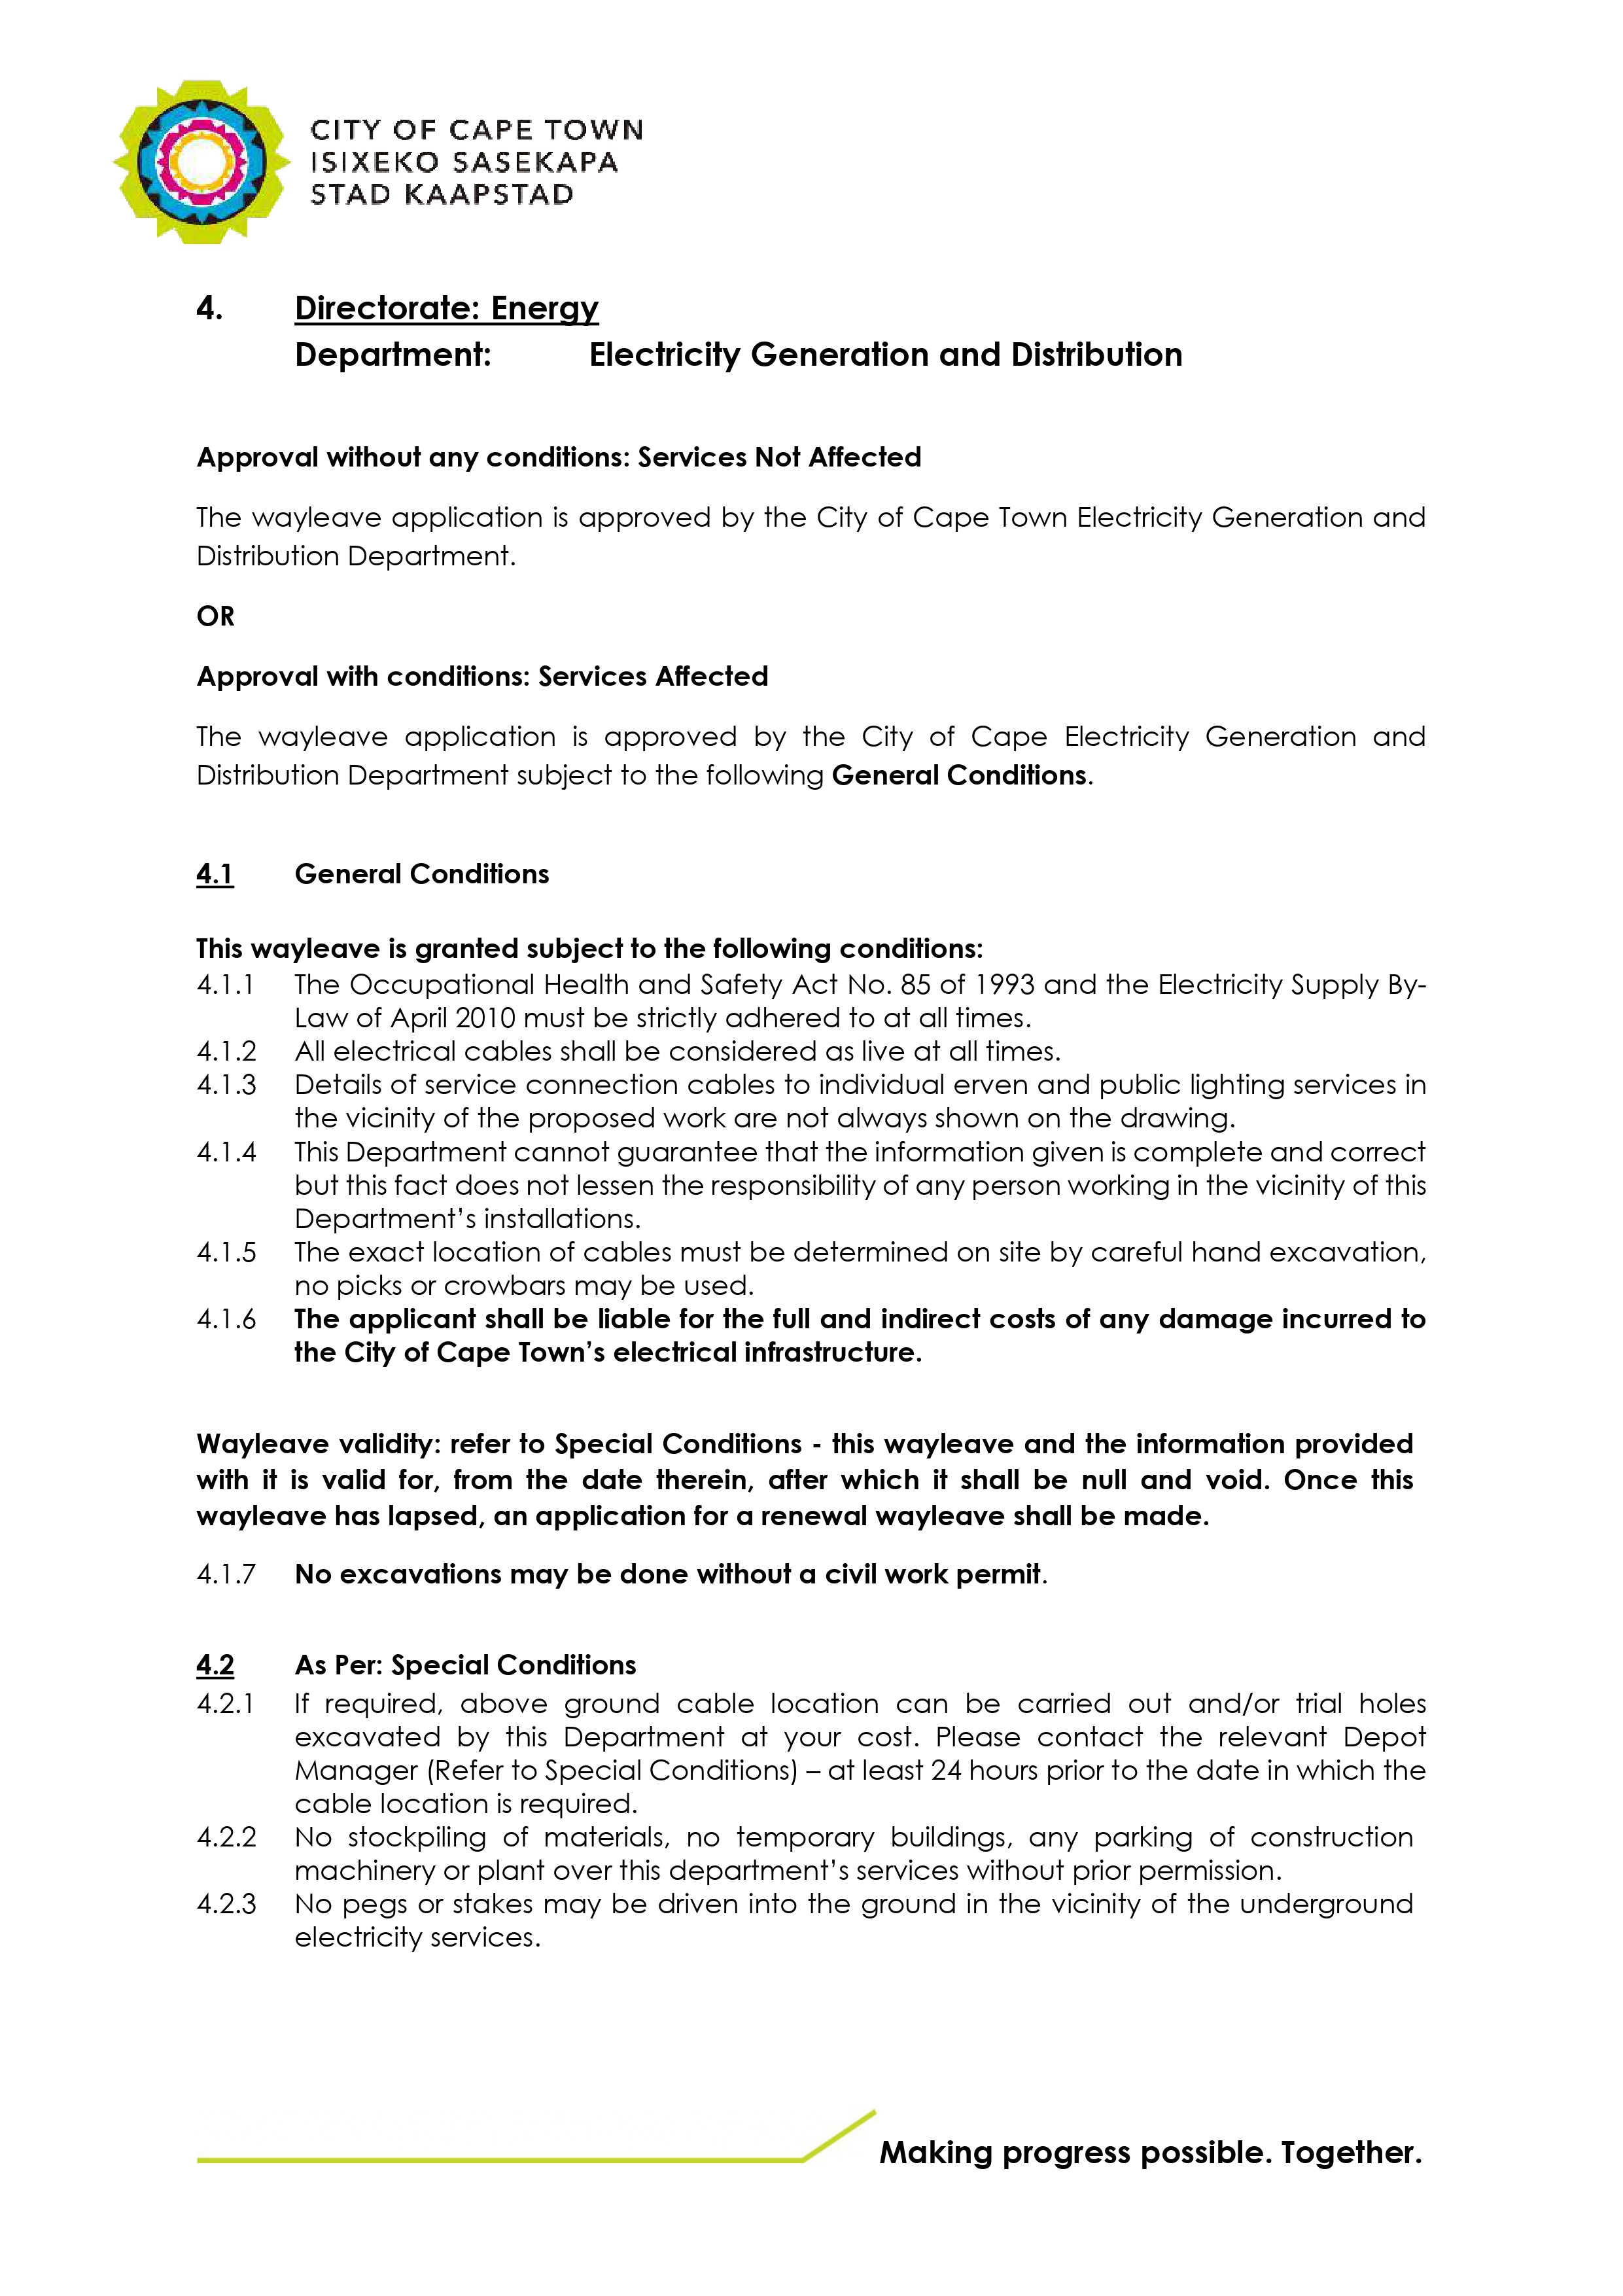 CITY OF CAPE TOWN
ISIXEKO SASEKAPA
STAD KAAPSTAD
4. Directorate: Energy
Department: Electricity Generation and Distribution
Approval without any conditions: Services Not Affected
The wayleave application is approved by the City of Cape Town Electricity Generation and
Distribution Department.
OR
Approval with conditions: Services Affected
The wayleave application is approved by the City of Cape Electricity Generation and
Distribution Department subject to the following General Conditions.
4.1 General Conditions
This wayleave is granted subject to the following conditions:
4.1.1 The Occupational Health and Safety Act No. 85 of 1993 and the Electricity Supply By-
Law of April 2010 must be strictly adhered to at all times.
4.1.2 All electrical cables shall be considered as live at all times.
4.1.3 Details of service connection cables to individual erven and public lighting services in
the vicinity of the proposed work are not always shown on the drawing.
4.1.4 This Department cannot guarantee that the information given is complete and correct
but this fact does not lessen the responsibility of any person working in the vicinity of this
Department's installations.
4.1.5 The exact location of cables must be determined on site by careful hand excavation,
no picks or crowbars may be used.
4.1.6 The applicant shall be liable for the full and indirect costs of any damage incurred to
the City of Cape Town's electrical infrastructure.
Wayleave validity: refer to Special Conditions - this wayleave and the information provided
with it is valid for, from the date therein, after which it shall be null and void. Once this
wayleave has lapsed, an application for a renewal wayleave shall be made.
4.1.7 No excavations may be done without a civil work permit.
4.2 As Per: Special Conditions
4.2.1 If required, above ground cable location can be carried out and/or trial holes
excavated by this Department at your cost. Please contact the relevant Depot
Manager (Refer to Special Conditions) – at least 24 hours prior to the date in which the
cable location is required.
4.2.2 No stockpiling of materials, no temporary buildings, any parking of construction
machinery or plant over this department's services without prior permission.
4.2.3 No pegs or stakes may be driven into the ground in the vicinity of the underground
electricity services.
Making progress possible. Together.